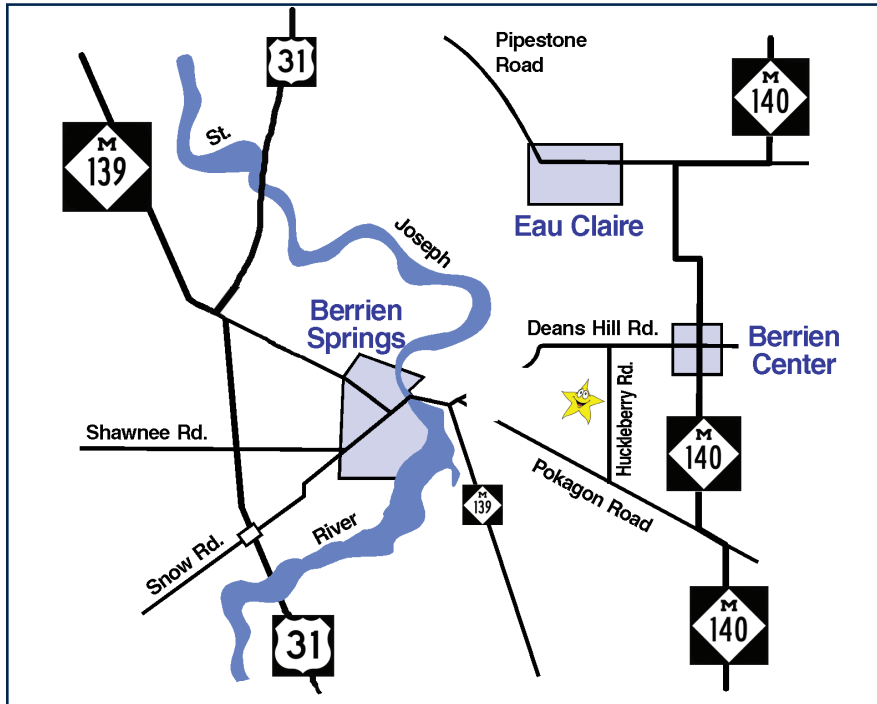 31
Pipestone
Road
M
140
M
139
St.
Joseph
Eau Claire
Berrien
Springs
Deans Hill Rd.
Berrien
Center
Huckleberry Rd.
Shawnee Rd.
M
140
M
139
Pokagon Road
River
Snow Rd.
31
M
140